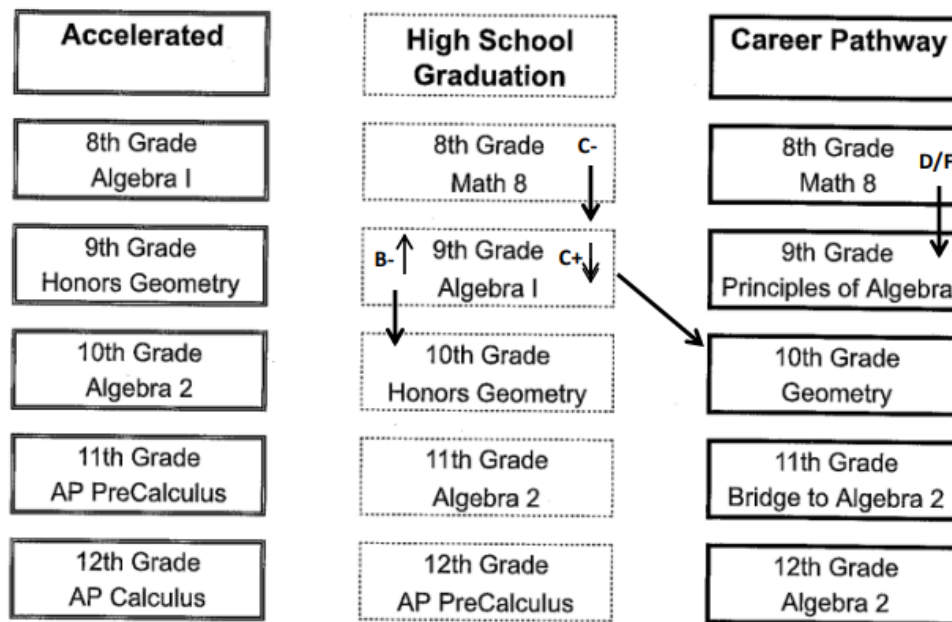 Accelerated
8th Grade
Algebra I
9th Grade
Honors Geometry
10th Grade
Algebra 2
11th Grade
AP PreCalculus
12th Grade
AP Calculus
High School
Graduation
8th Grade C-
Math 8
B- 9th Grade C+
Algebra I
10th Grade
Honors Geometry
11th Grade
Algebra 2
12th Grade
AP PreCalculus
Career Pathway
8th Grade D/F
Math 8
9th Grade
Principles of Algebra
10th Grade
Geometry
11th Grade
Bridge to Algebra 2
12th Grade
Algebra 2